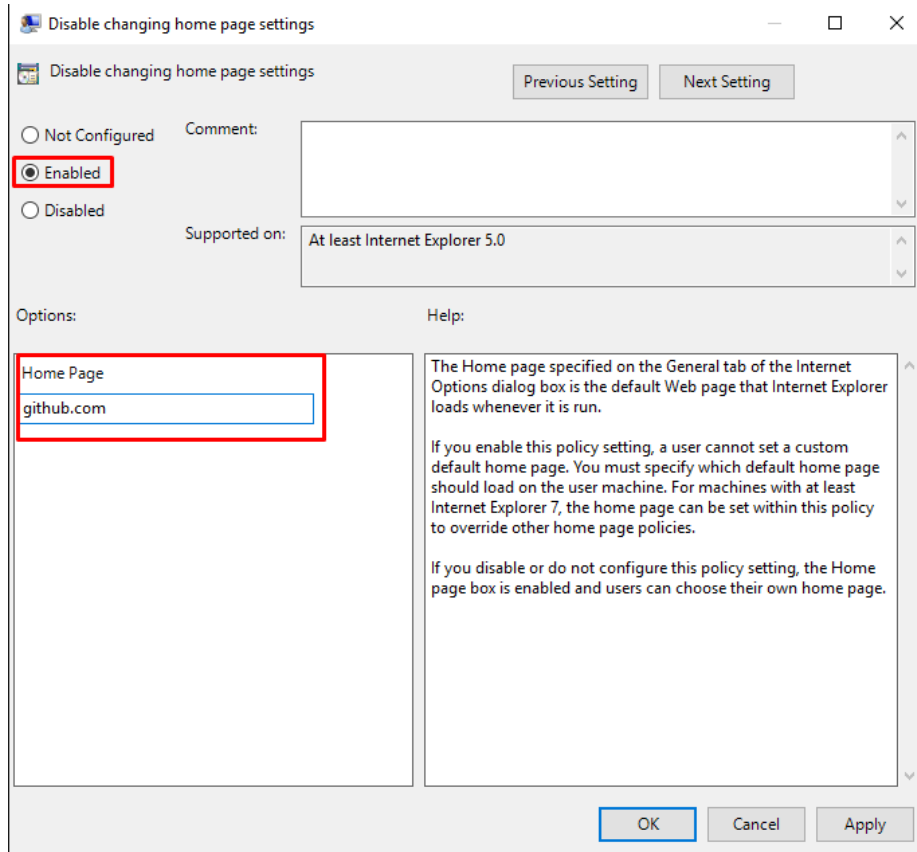 Disable changing home page settings
Disable changing home page settings
Previous Setting
Next Setting
Not Configured
Comment:
Enabled
Disabled
Supported on:
At least Internet Explorer 5.0
Options:
Help:
Home Page
github.com
The Home page specified on the General tab of the Internet
Options dialog box is the default Web page that Internet Explorer
loads whenever it is run.
If you enable this policy setting, a user cannot set a custom
default home page. You must specify which default home page
should load on the user machine. For machines with at least
Internet Explorer 7, the home page can be set within this policy
to override other home page policies.
If you disable or do not configure this policy setting, the Home
page box is enabled and users can choose their own home page.
OK
Cancel
Apply